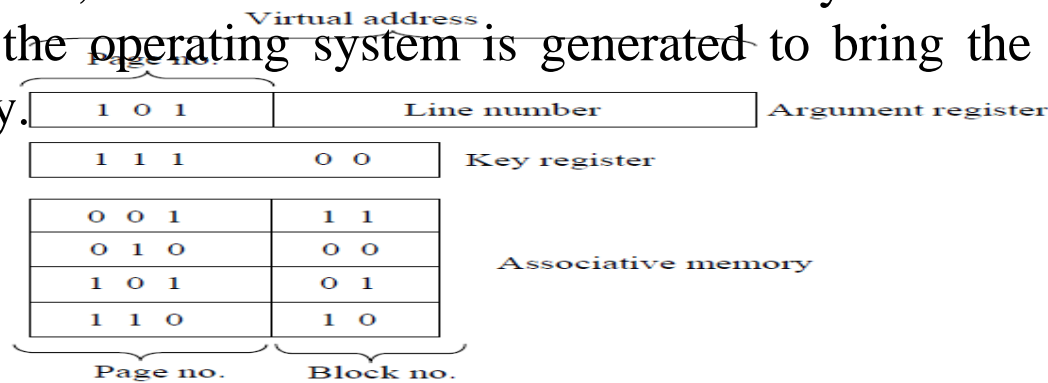 Virtual address
the operating system is generated to bring the
Page no.
y.
1 0 1 Line number Argument register
1 1 1 0 0 Key register
0 0 1 1 1
0 1 0 0 0
Associative memory
1 0 1 0 1
1 1 0 1 0
Page no. Block no.